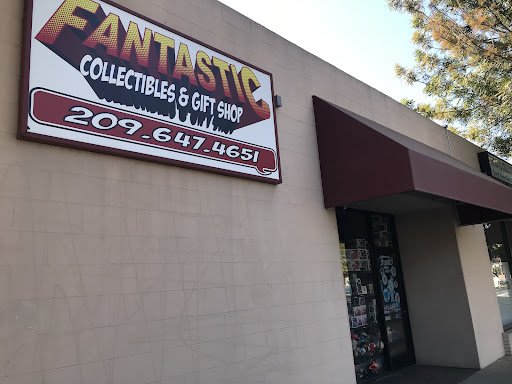 FANTASTIC
COLLECTIBLES & GIFT SHOP
209-647-4651